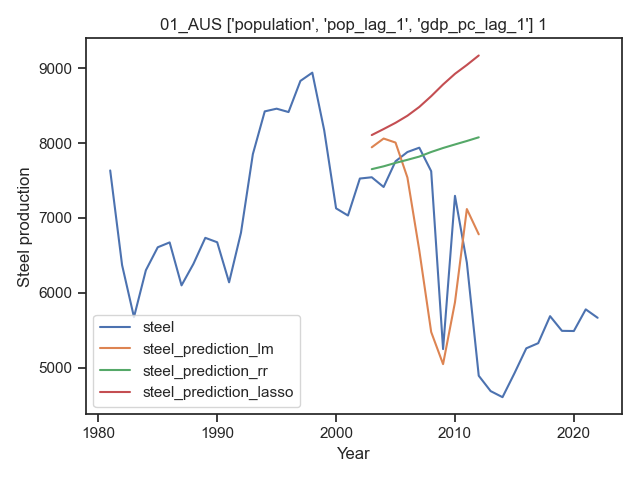 01_AUS ['population', 'pop_lag_1', 'gdp_pc_lag_1'] 1
Steel production
9000
8000
7000
6000
5000
steel
steel_prediction_lm
steel_prediction_rr
steel_prediction_lasso
1980
1990
2000
2010
2020
Year